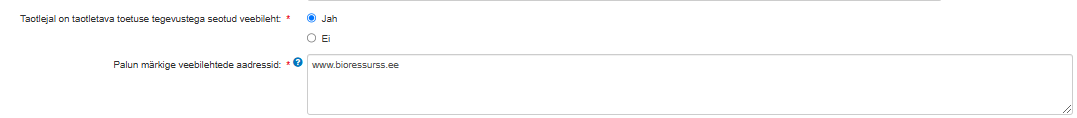 Taotlejal on taotletava toetuse tegevustega seotud veebileht: * Jah
Ei
Palun märkige veebilehtede aadressid: * ? www.bioressurss.ee